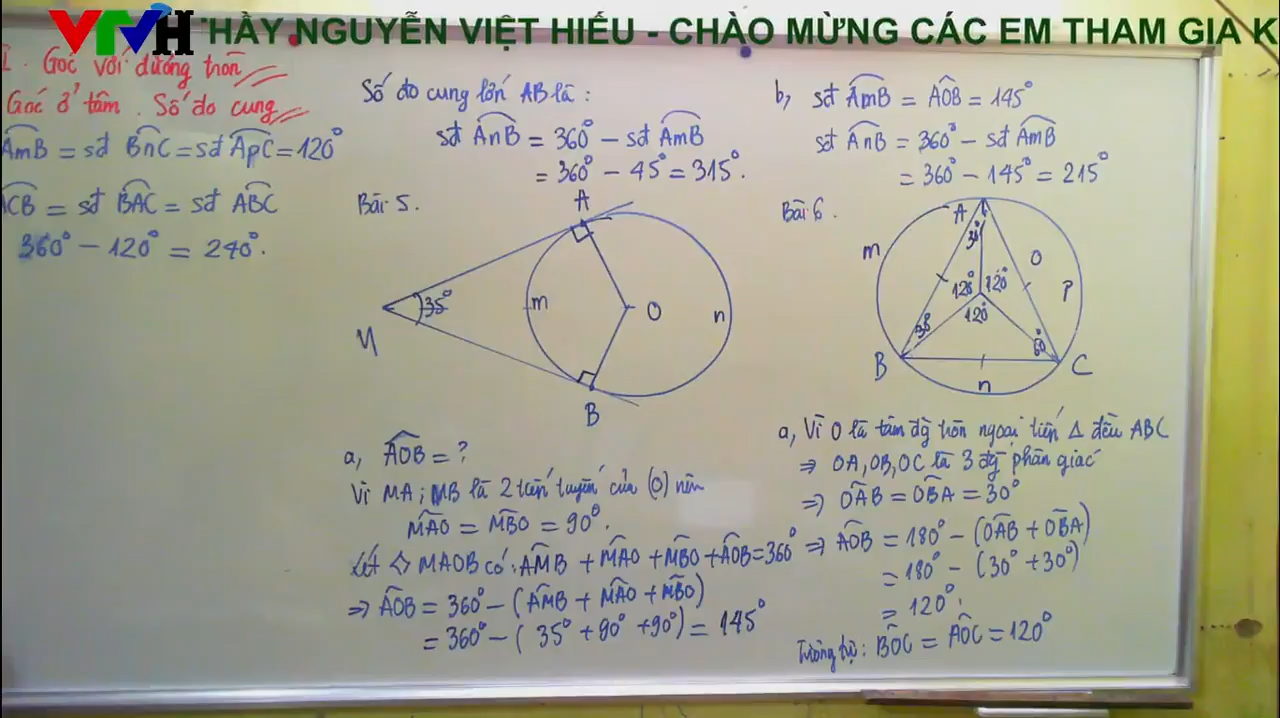 VTVH THẦY NGUYỄN VIỆT HIẾU - CHÀO MỪNG CÁC EM THAM GIA K
I. Góc với đường tròn
Góc ở tâm. Số đo cung
AmB = sđ BnC = sđ ApC = 120°
ACB = sđ BAC = sđ ABC
360° - 120° = 240°.
Số đo cung lớn AB là:
sđ AnB = 360° - sđ AmB
= 360° - 45° = 315°.
Bài 5.
A
35°
m
O
n
M
B
a, AOB = ?
Vì MA; MB là 2 tiếp tuyến của (O) nên
MAO = MBO = 90°.
Xét ◇ MAOB có: AMB + MAO + MBO + AOB = 360°
⇒ AOB = 360° - (AMB + MAO + MBO)
= 360° - (35° + 90° + 90°) = 145°
b, sđ AmB = AOB = 145°
sđ AnB = 360° - sđ AmB
= 360° - 145° = 215°
Bài 6.
A
30°
m
O
120°
120°
P
120°
B
C
n
a, Vì O là tâm đg tròn ngoại tiếp Δ đều ABC
⇒ OA, OB, OC là 3 đg phân giác
⇒ OAB = OBA = 30°
⇒ AOB = 180° - (OAB + OBA)
= 180° - (30° + 30°)
= 120°.
Tương tự: BOC = AOC = 120°